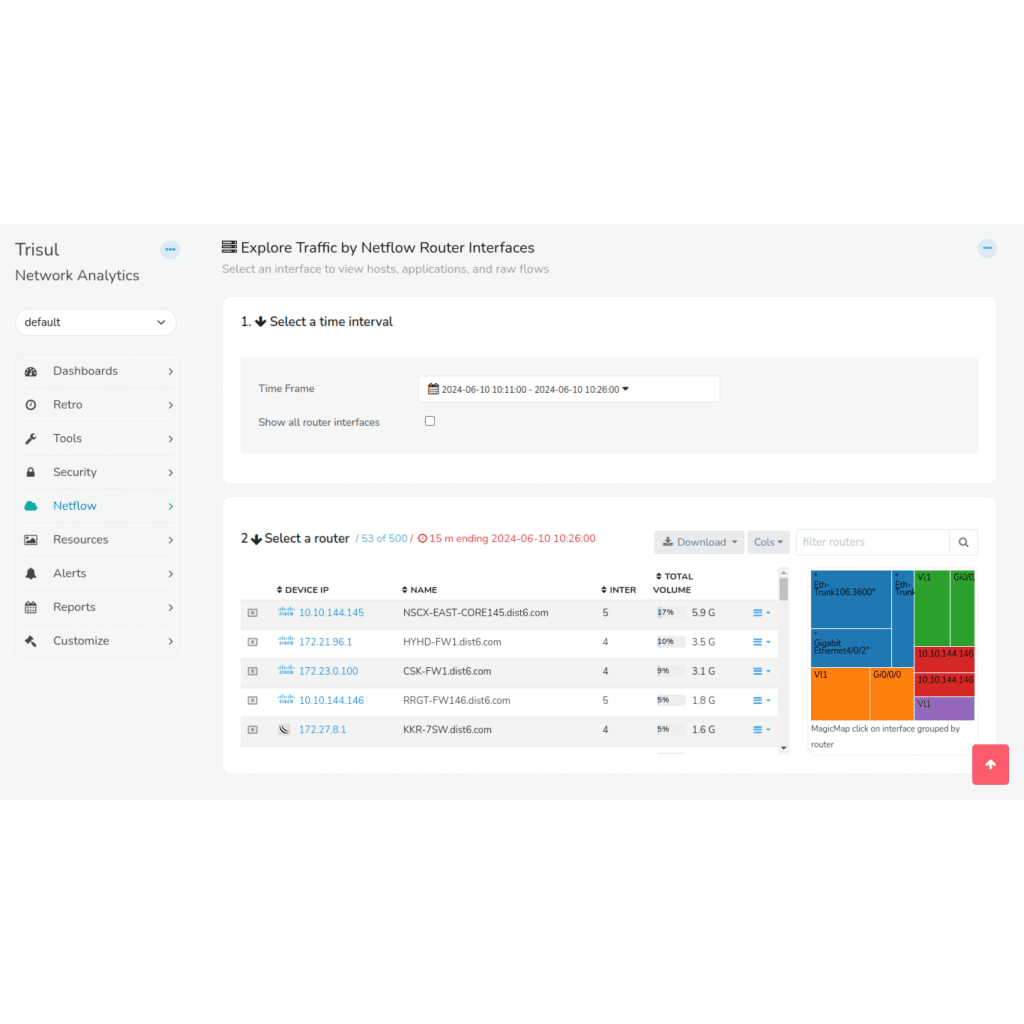 Trisul
Network Analytics
default
Dashboards
Retro
Tools
Security
Netflow
Resources
Alerts
Reports
Customize
Explore Traffic by Netflow Router Interfaces
Select an interface to view hosts, applications, and raw flows
1. Select a time interval
Time Frame 2024-06-10 10:11:00 - 2024-06-10 10:26:00
Show all router interfaces
2 Select a router / 53 of 500 / 15 m ending 2024-06-10 10:26:00
Download Cols filter routers
DEVICE IP NAME INTER TOTAL VOLUME
10.10.144.145 NSCX-EAST-CORE145.dist6.com 5 17% 5.9 G
172.21.96.1 HYHD-FW1.dist6.com 4 10% 3.5 G
172.23.0.100 CSK-FW1.dist6.com 4 9% 3.1 G
10.10.144.146 RRGT-FW146.dist6.com 5 5% 1.8 G
172.27.8.1 KKR-7SW.dist6.com 4 5% 1.6 G
" Eth-Trunk106.3600"
" Eth-Trunk
" Gigabit Ethernet4/0/2"
Vl1
Gi0/0
10.10.144.146
10.10.144.146
Vl1
Gi0/0/0
Vl1
MagicMap click on interface grouped by
router